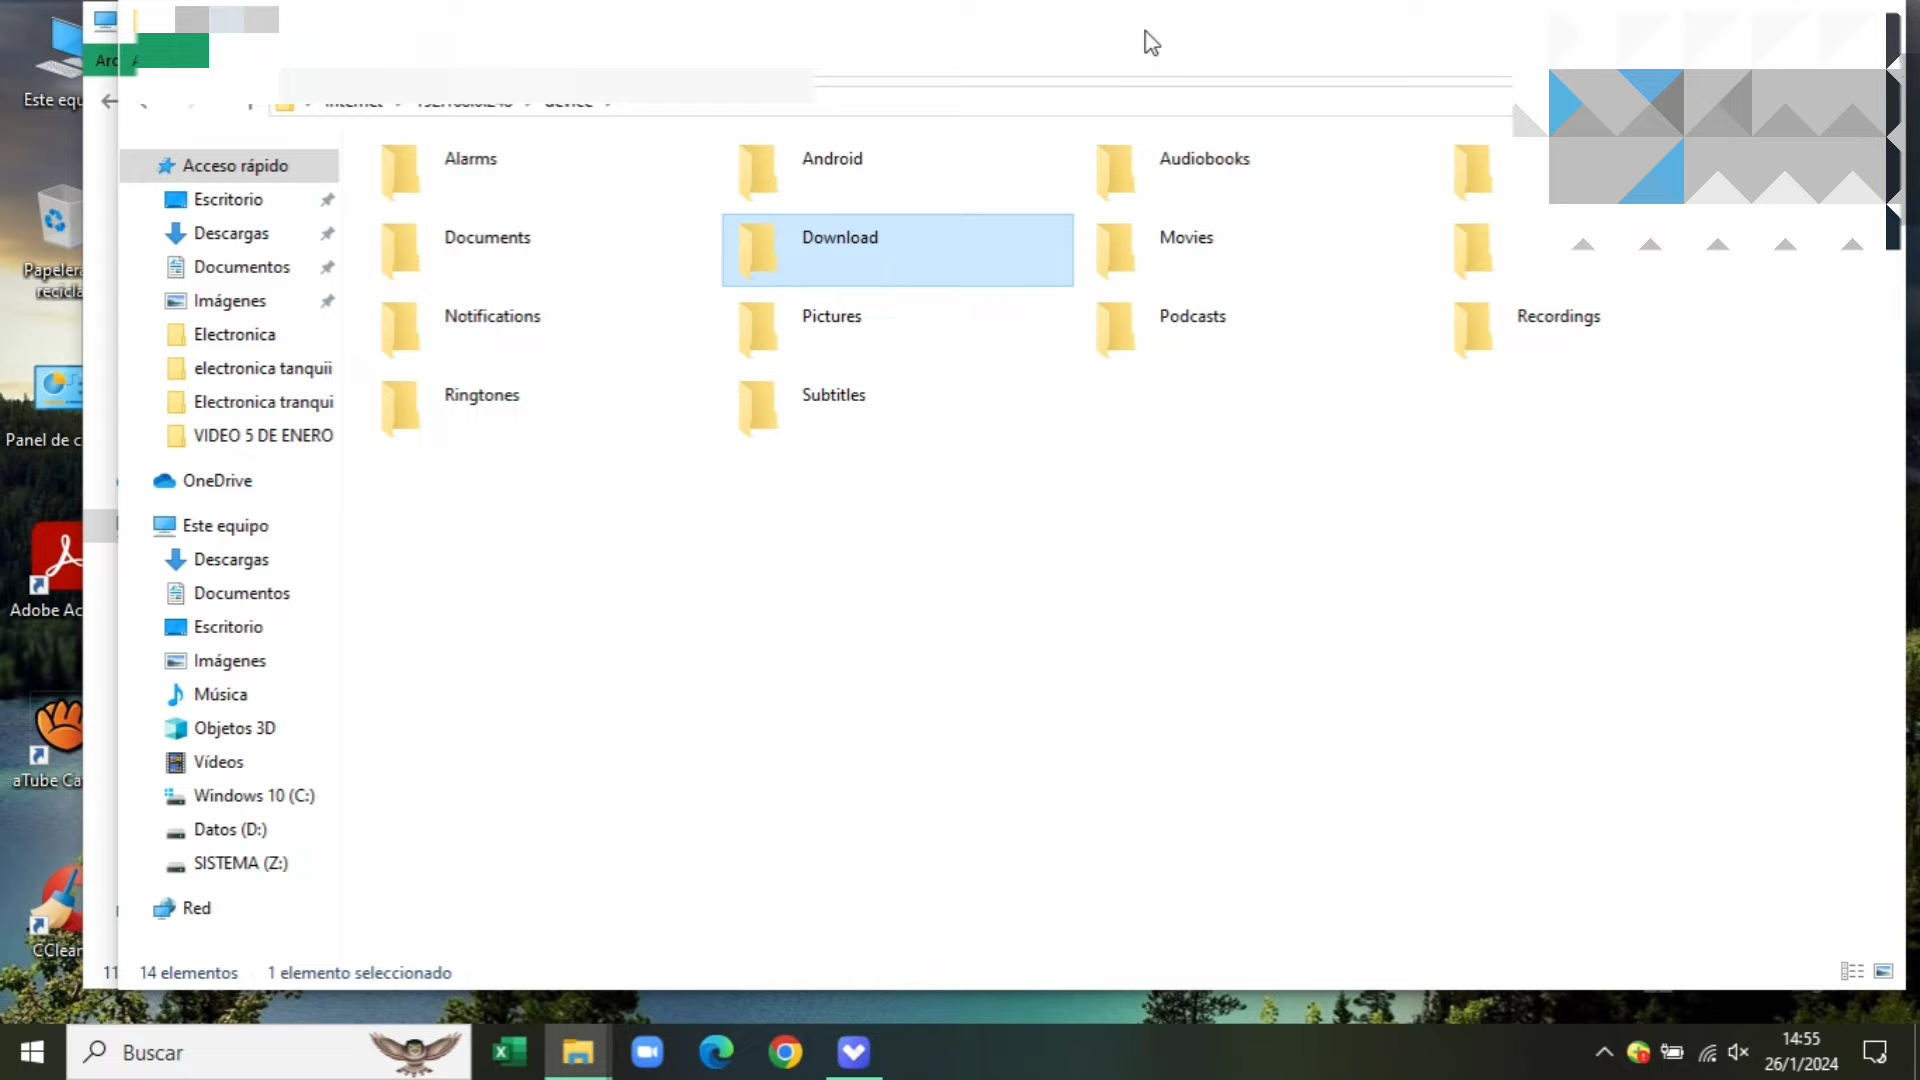 Este equ
Arc
Alarms
Android
Audiobooks
Documents
Download
Movies
Notifications
Pictures
Podcasts
Recordings
Ringtones
Subtitles
Acceso rápido
Escritorio
Descargas
Documentos
Imágenes
Electronica
electronica tanquii
Electronica tranqui
VIDEO 5 DE ENERO
OneDrive
Este equipo
Descargas
Documentos
Escritorio
Imágenes
Música
Objetos 3D
Vídeos
Windows 10 (C:)
Datos (D:)
SISTEMA (Z:)
Red
Papelera
recicla
Panel de c
Adobe Ac
aTube Ca
CClean
11
14 elementos
1 elemento seleccionado
Buscar
14:55
26/1/2024